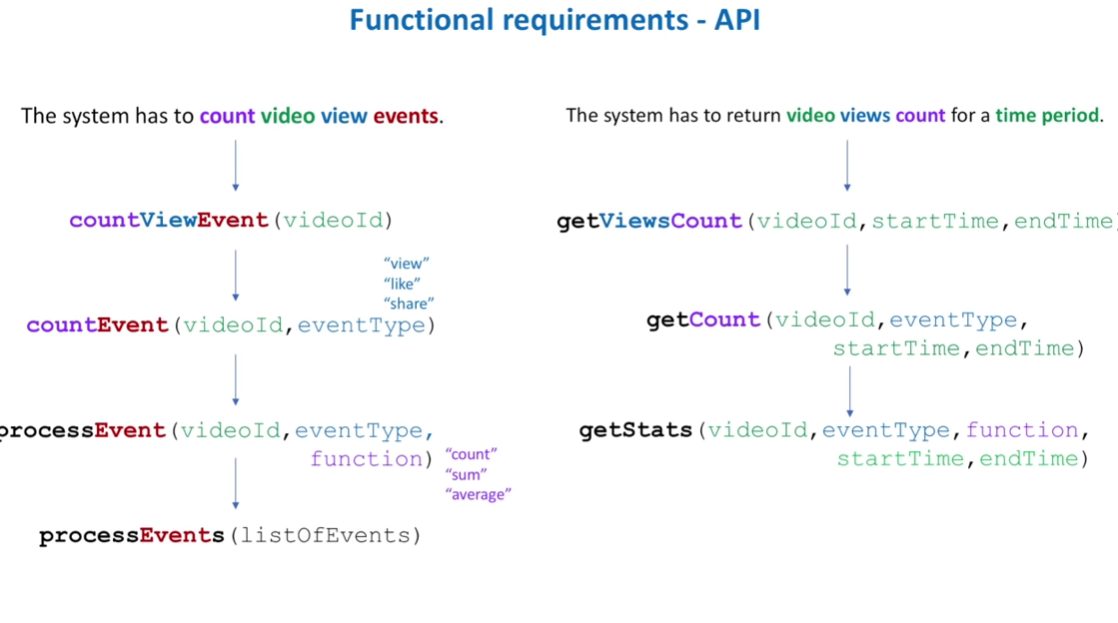 Functional requirements - API
The system has to count video view events.
countViewEvent(videoId)
“view”
“like”
“share”
countEvent(videoId,eventType)
processEvent(videoId,eventType,
function)
“count”
“sum”
“average”
processEvents(listOfEvents)
The system has to return video views count for a time period.
getViewsCount(videoId,startTime,endTime)
getCount(videoId,eventType,
startTime,endTime)
getStats(videoId,eventType,function,
startTime,endTime)